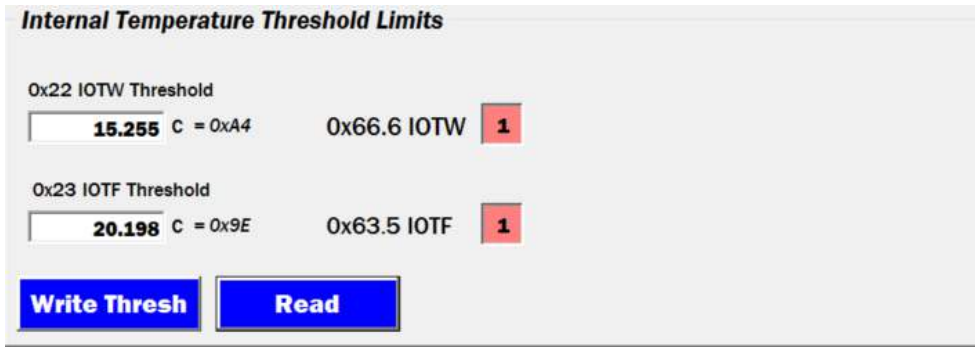 Internal Temperature Threshold Limits
0x22 IOTW Threshold
15.255 C = 0xA4 0x66.6 IOTW 1
0x23 IOTF Threshold
20.198 C = 0x9E 0x63.5 IOTF 1
Write Thresh Read